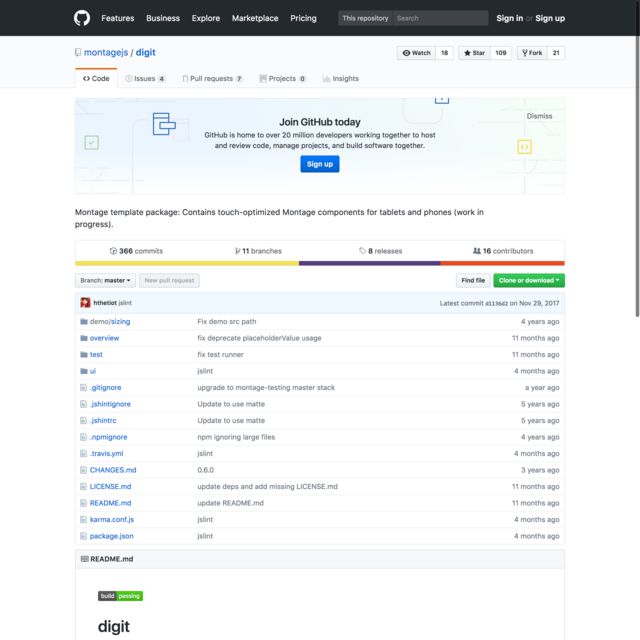 Features Business Explore Marketplace Pricing This repository Search Sign in or Sign up
montagejs / digit
Watch 18 Star 109 Fork 21
Code Issues 4 Pull requests 7 Projects 0 Insights
Dismiss
Join GitHub today
GitHub is home to over 20 million developers working together to host
and review code, manage projects, and build software together.
Sign up
Montage template package: Contains touch-optimized Montage components for tablets and phones (work in
progress).
366 commits 11 branches 8 releases 16 contributors
Branch: master New pull request Find file Clone or download
hthetiot jslint Latest commit d1136d2 on Nov 29, 2017
demo/sizing Fix demo src path 4 years ago
overview fix deprecate placeholderValue usage 11 months ago
test fix test runner 11 months ago
ui jslint 4 months ago
.gitignore upgrade to montage-testing master stack a year ago
.jshintignore Update to use matte 5 years ago
.jshintrc Update to use matte 5 years ago
.npmignore npm ignoring large files 4 years ago
.travis.yml jslint 4 months ago
CHANGES.md 0.6.0 3 years ago
LICENSE.md update deps and add missing LICENSE.md 11 months ago
README.md update README.md 11 months ago
karma.conf.js jslint 4 months ago
package.json jslint 4 months ago
README.md
build passing
digit